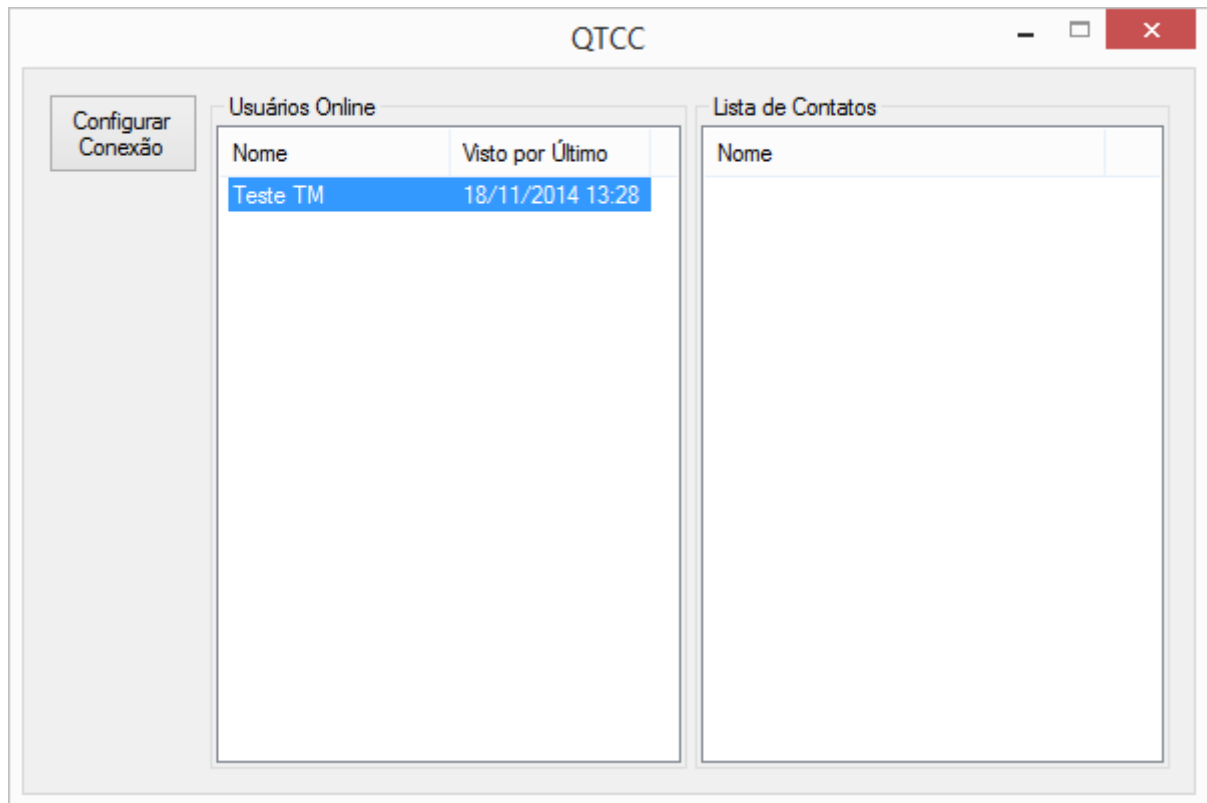 QTCC
Configurar
Conexão
Usuários Online
Nome Visto por Último
Teste TM 18/11/2014 13:28
Lista de Contatos
Nome